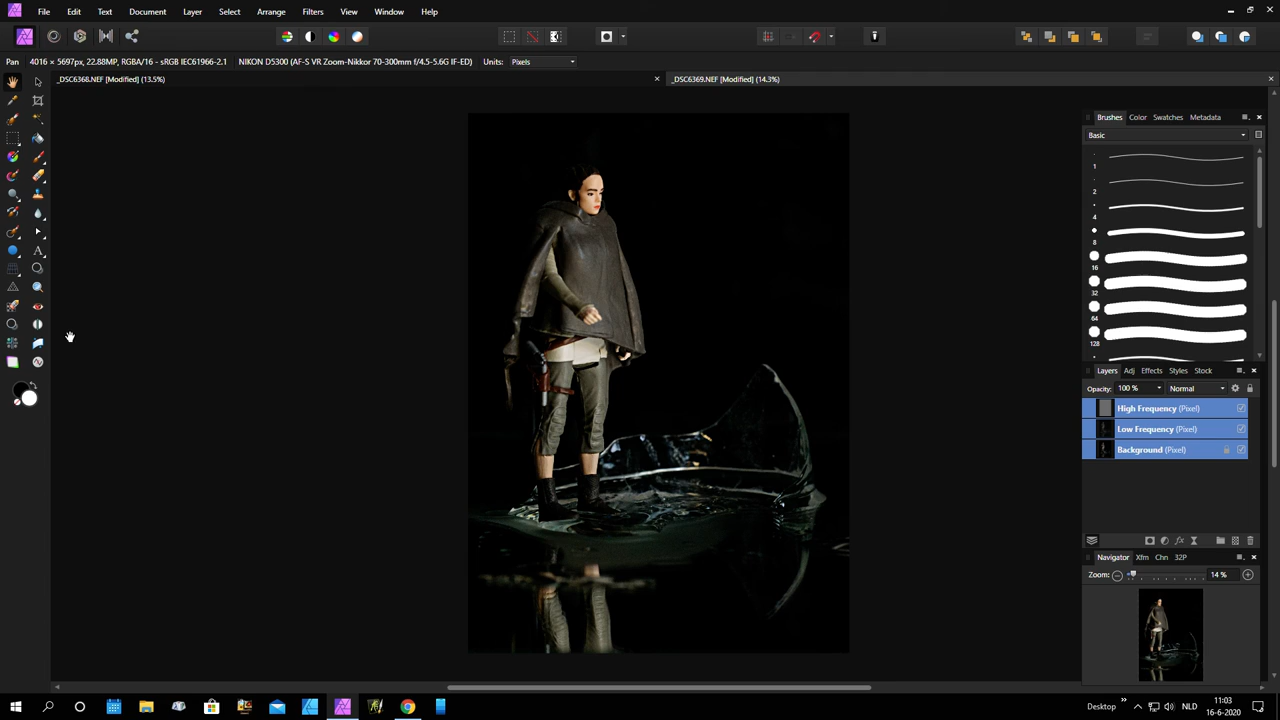 File Edit Text Document Layer Select Arrange Filters View Window Help
Pan 4016 × 5697px, 22.88MP, RGBA/16 - sRGB IEC61966-2.1 NIKON D5300 (AF-S VR Zoom-Nikkor 70-300mm f/4.5-5.6G IF-ED) Units: Pixels
_DSC6368.NEF [Modified] (13.5%) _DSC6369.NEF [Modified] (14.3%)
Brushes Color Swatches Metadata
Basic
1
2
4
8
16
32
64
128
Layers Adj Effects Styles Stock
Opacity: 100 % Normal
High Frequency (Pixel)
Low Frequency (Pixel)
Background (Pixel)
Navigator Xfm Chn 32P
Zoom: 14 %
Desktop NLD 11:03
16-6-2020